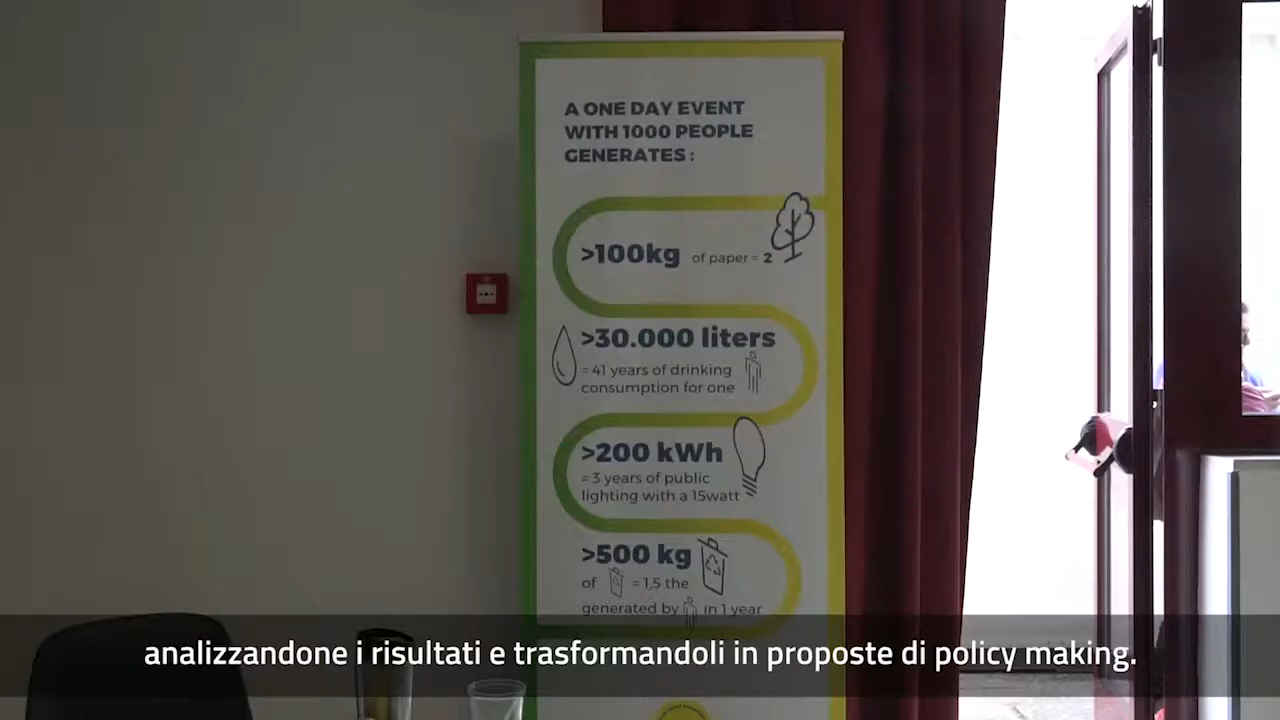 A ONE DAY EVENT
WITH 1000 PEOPLE
GENERATES :
>100kg of paper = 2
>30.000 liters
= 41 years of drinking
consumption for one
>200 kWh
= 3 years of public
lighting with a 15watt
>500 kg
of = 1,5 the
generated by in 1 year
analizzandone i risultati e trasformandoli in proposte di policy making.